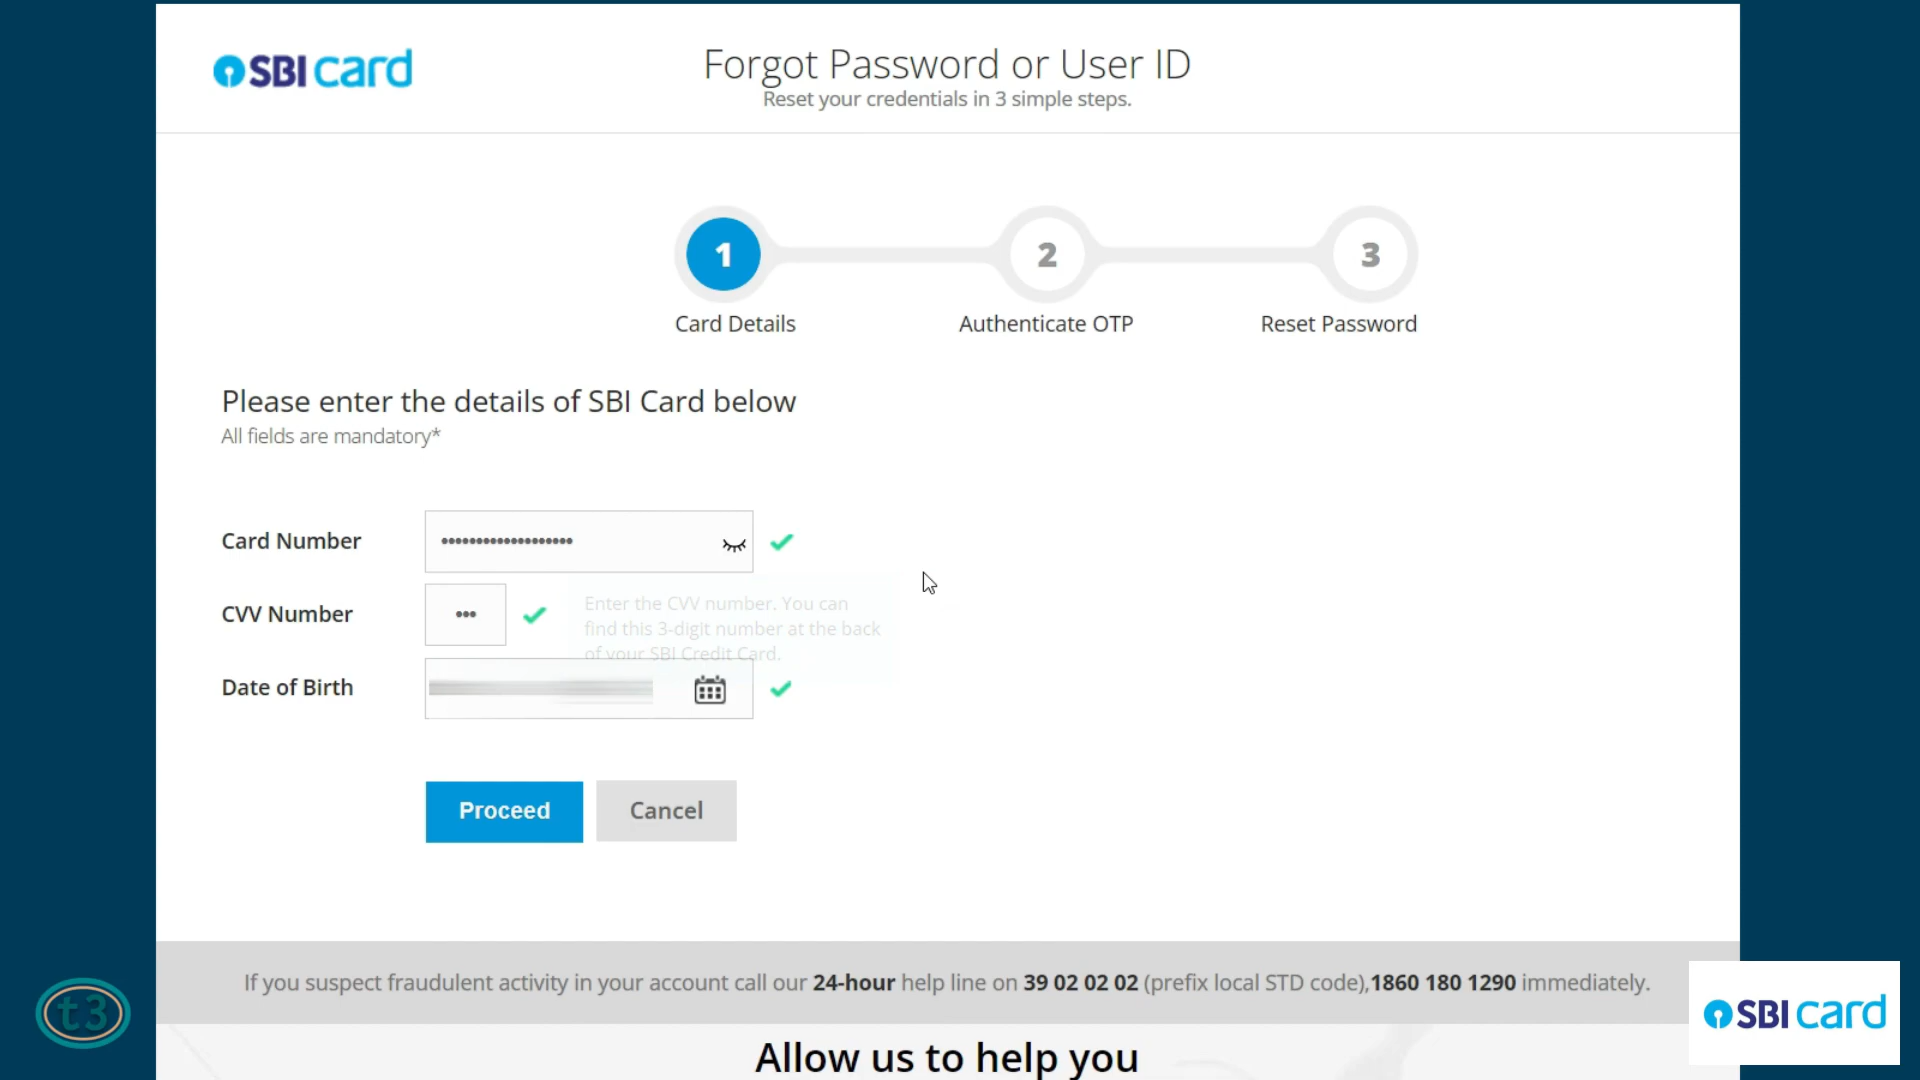 SBI card
Forgot Password or User ID
Reset your credentials in 3 simple steps.
1
2
3
Card Details
Authenticate OTP
Reset Password
Please enter the details of SBI Card below
All fields are mandatory*
Card Number
•••••••••••••••••••
CVV Number
•••
Enter the CVV number. You can
find this 3-digit number at the back
of your SBI Credit Card.
Date of Birth
Proceed
Cancel
If you suspect fraudulent activity in your account call our 24-hour help line on 39 02 02 02 (prefix local STD code),1860 180 1290 immediately.
t3
SBI card
Allow us to help you